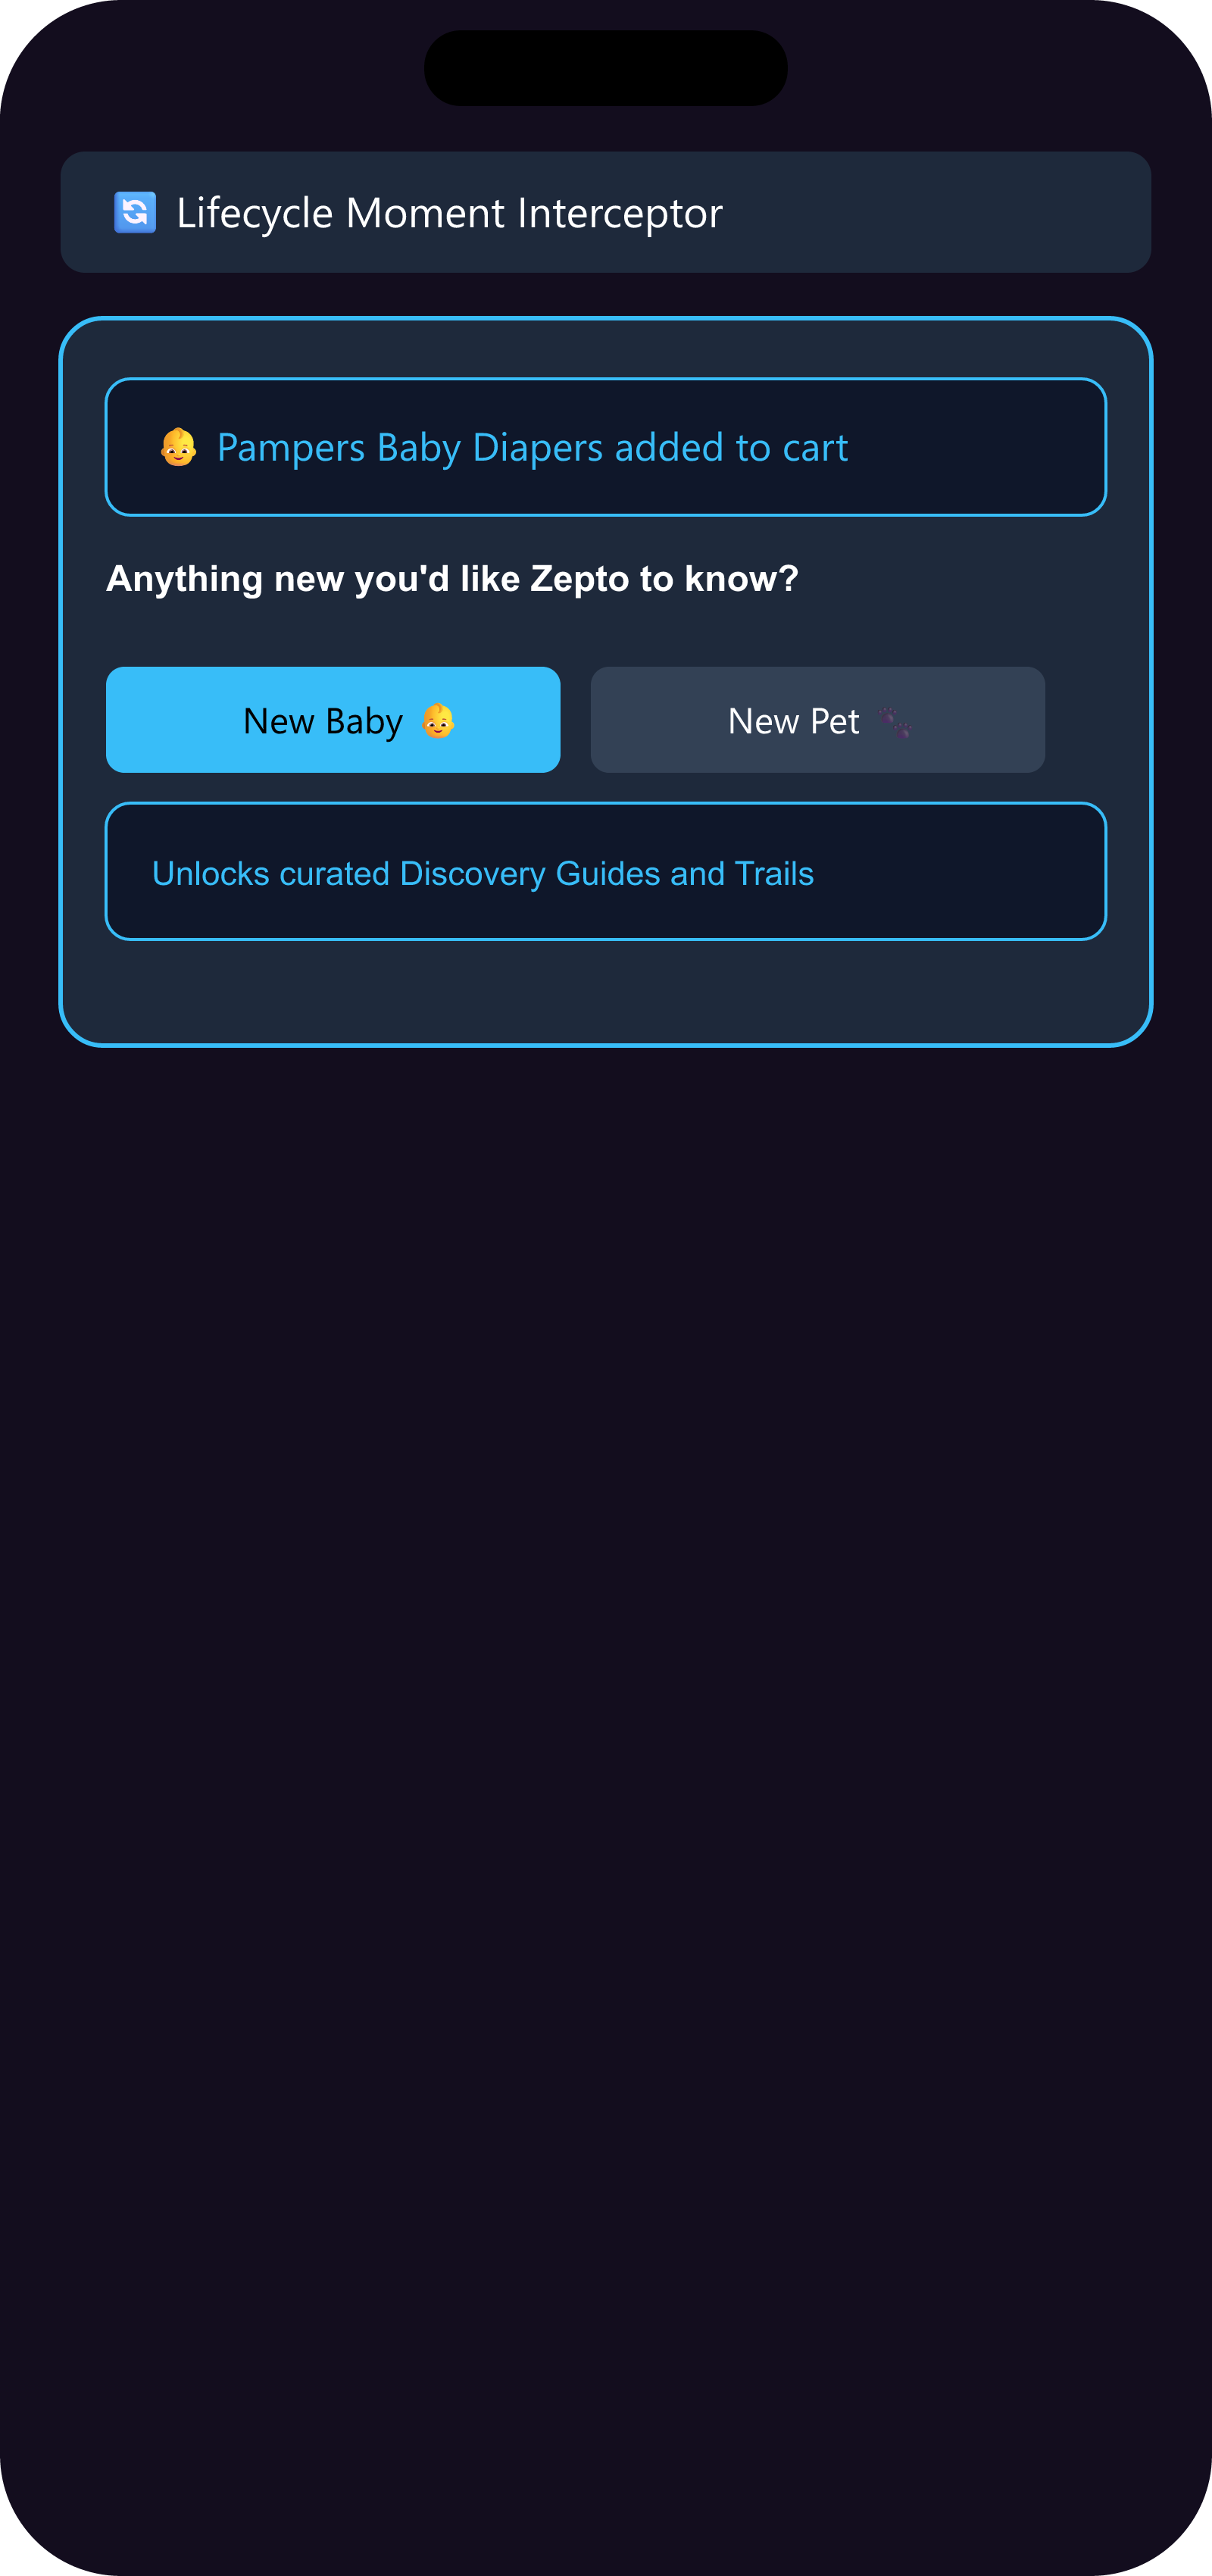 🔄 Lifecycle Moment Interceptor
👶 Pampers Baby Diapers added to cart
Anything new you'd like Zepto to know?
New Baby 👶
New Pet 🐾
Unlocks curated Discovery Guides and Trails